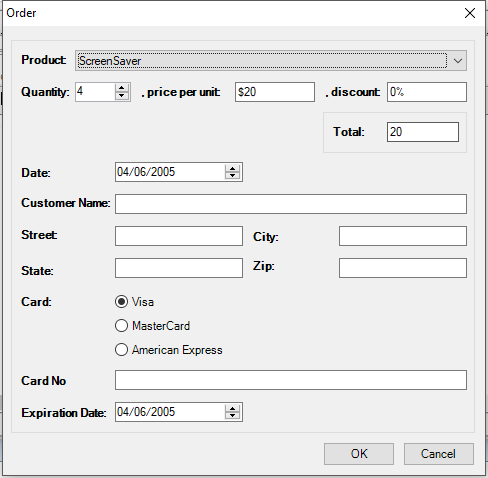 Order
Product: ScreenSaver
Quantity: 4 , price per unit: $20 , discount: 0%
Total: 20
Date: 04/06/2005
Customer Name:
Street: City:
State: Zip:
Card: Visa
MasterCard
American Express
Card No
Expiration Date: 04/06/2005
OK Cancel